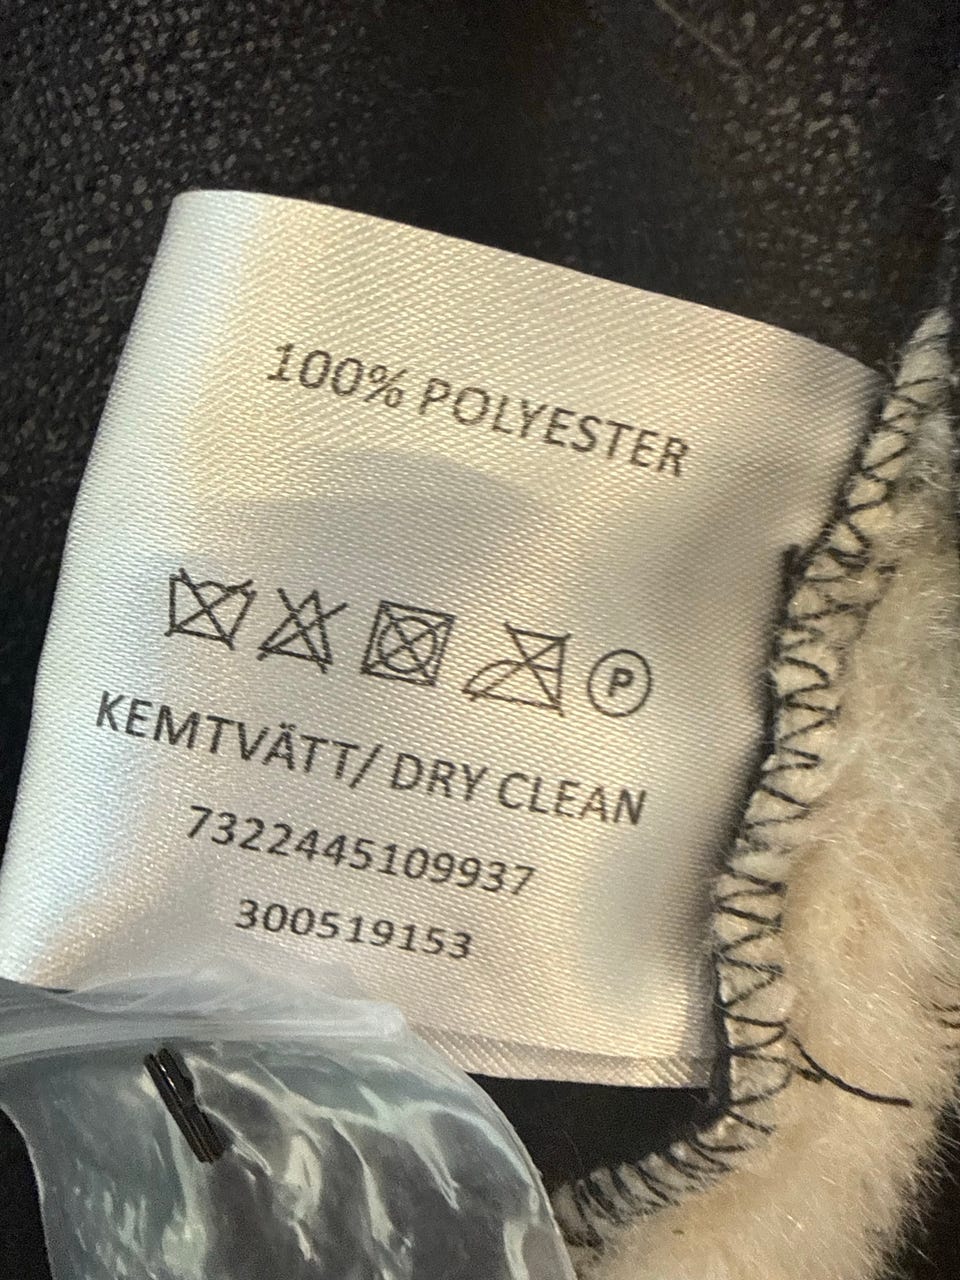 100% POLYESTER
P
KEMTVÄTT/ DRY CLEAN
7322445109937
300519153